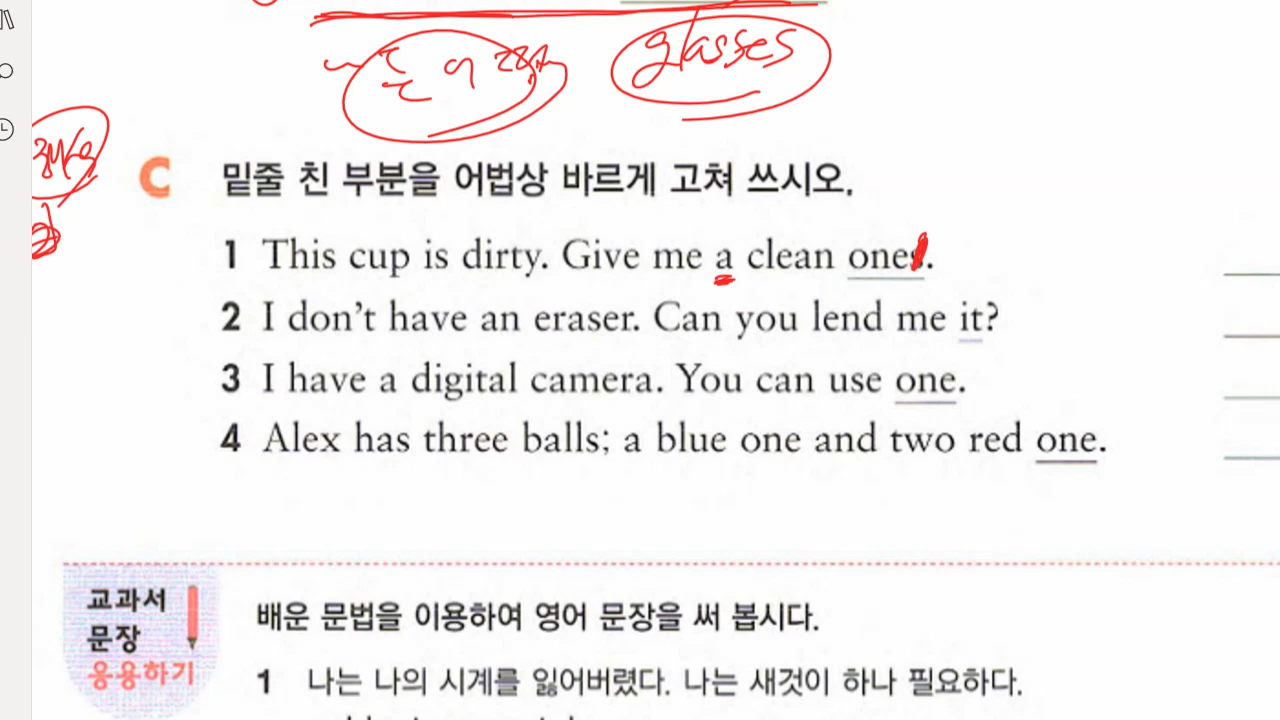 glasses
C 밑줄 친 부분을 어법상 바르게 고쳐 쓰시오.
1 This cup is dirty. Give me a clean ones.
2 I don't have an eraser. Can you lend me it?
3 I have a digital camera. You can use one.
4 Alex has three balls; a blue one and two red one.
교과서
문장
응용하기
배운 문법을 이용하여 영어 문장을 써 봅시다.
1 나는 나의 시계를 잃어버렸다. 나는 새것이 하나 필요하다.